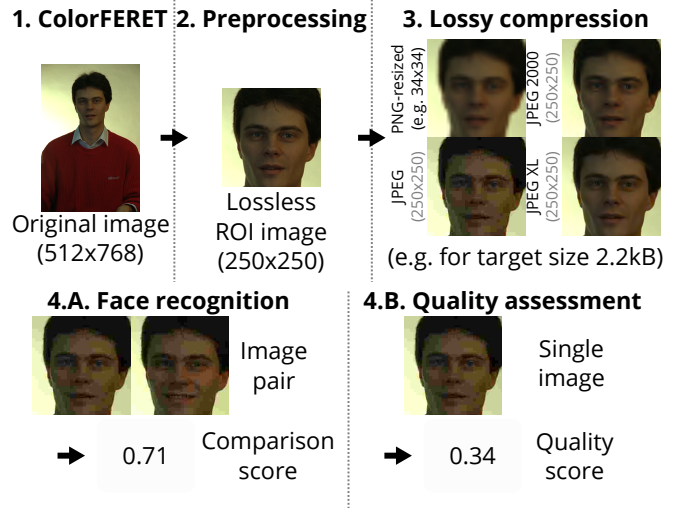 1. ColorFERET
2. Preprocessing
3. Lossy compression
Original image
(512x768)
Lossless
ROI image
(250x250)
PNG-resized
(e.g. 34x34)
JPEG 2000
(250x250)
JPEG
(250x250)
JPEG XL
(250x250)
(e.g. for target size 2.2kB)
4.A. Face recognition
Image
pair
0.71
Comparison
score
4.B. Quality assessment
Single
image
0.34
Quality
score